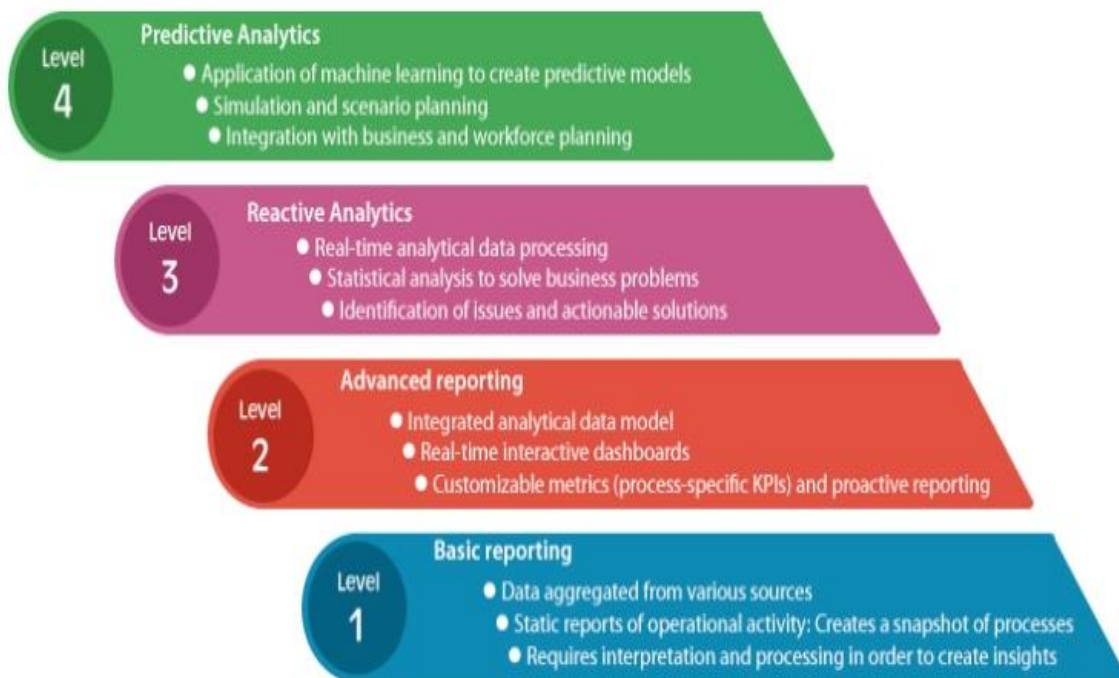 Level
4
Predictive Analytics
● Application of machine learning to create predictive models
● Simulation and scenario planning
● Integration with business and workforce planning
Level
3
Reactive Analytics
● Real-time analytical data processing
● Statistical analysis to solve business problems
● Identification of issues and actionable solutions
Level
2
Advanced reporting
● Integrated analytical data model
● Real-time interactive dashboards
● Customizable metrics (process-specific KPIs) and proactive reporting
Level
1
Basic reporting
● Data aggregated from various sources
● Static reports of operational activity: Creates a snapshot of processes
● Requires interpretation and processing in order to create insights